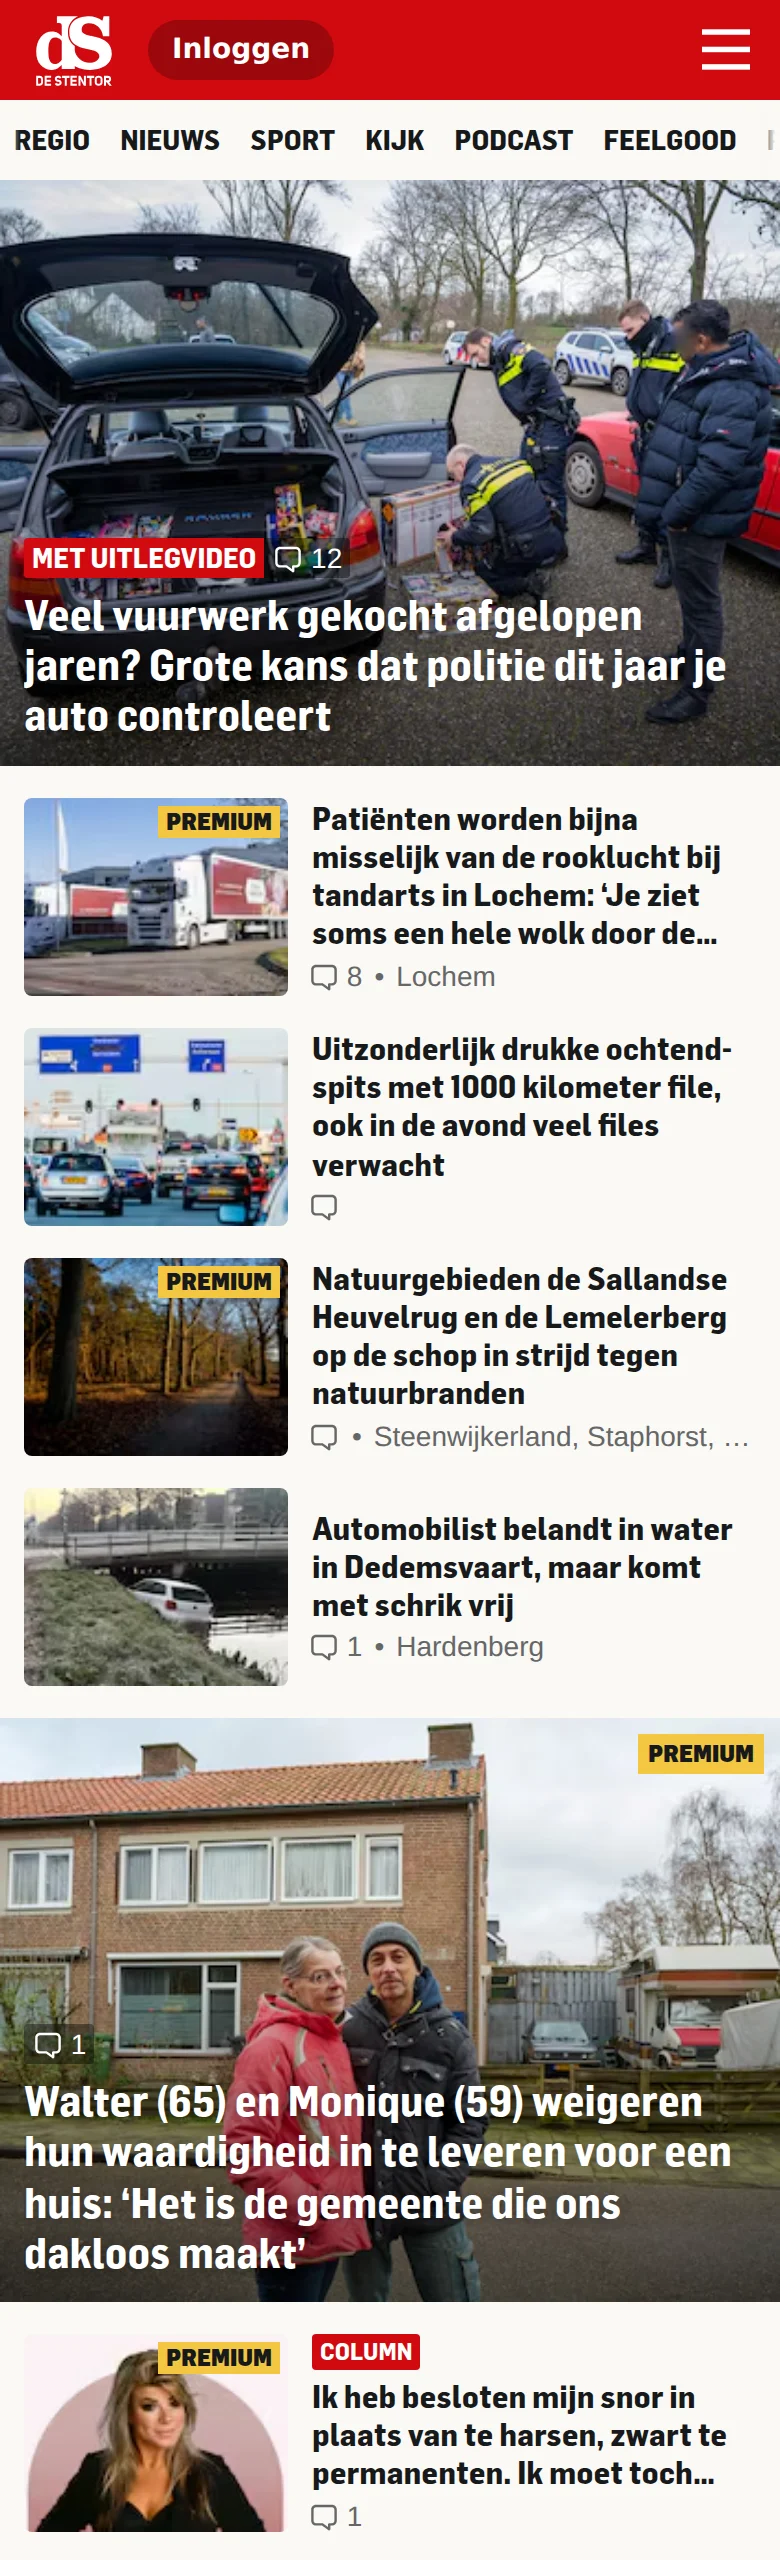 dS
DE STENTOR
Inloggen
REGIO NIEUWS SPORT KIJK PODCAST FEELGOOD
MET UITLEGVIDEO 12
Veel vuurwerk gekocht afgelopen
jaren? Grote kans dat politie dit jaar je
auto controleert
PREMIUM
Patiënten worden bijna
misselijk van de rooklucht bij
tandarts in Lochem: ‘Je ziet
soms een hele wolk door de...
8 • Lochem
Uitzonderlijk drukke ochtend-
spits met 1000 kilometer file,
ook in de avond veel files
verwacht
PREMIUM
Natuurgebieden de Sallandse
Heuvelrug en de Lemelerberg
op de schop in strijd tegen
natuurbranden
• Steenwijkerland, Staphorst, ...
Automobilist belandt in water
in Dedemsvaart, maar komt
met schrik vrij
1 • Hardenberg
PREMIUM
1
Walter (65) en Monique (59) weigeren
hun waardigheid in te leveren voor een
huis: ‘Het is de gemeente die ons
dakloos maakt’
PREMIUM
COLUMN
Ik heb besloten mijn snor in
plaats van te harsen, zwart te
permanenten. Ik moet toch...
1